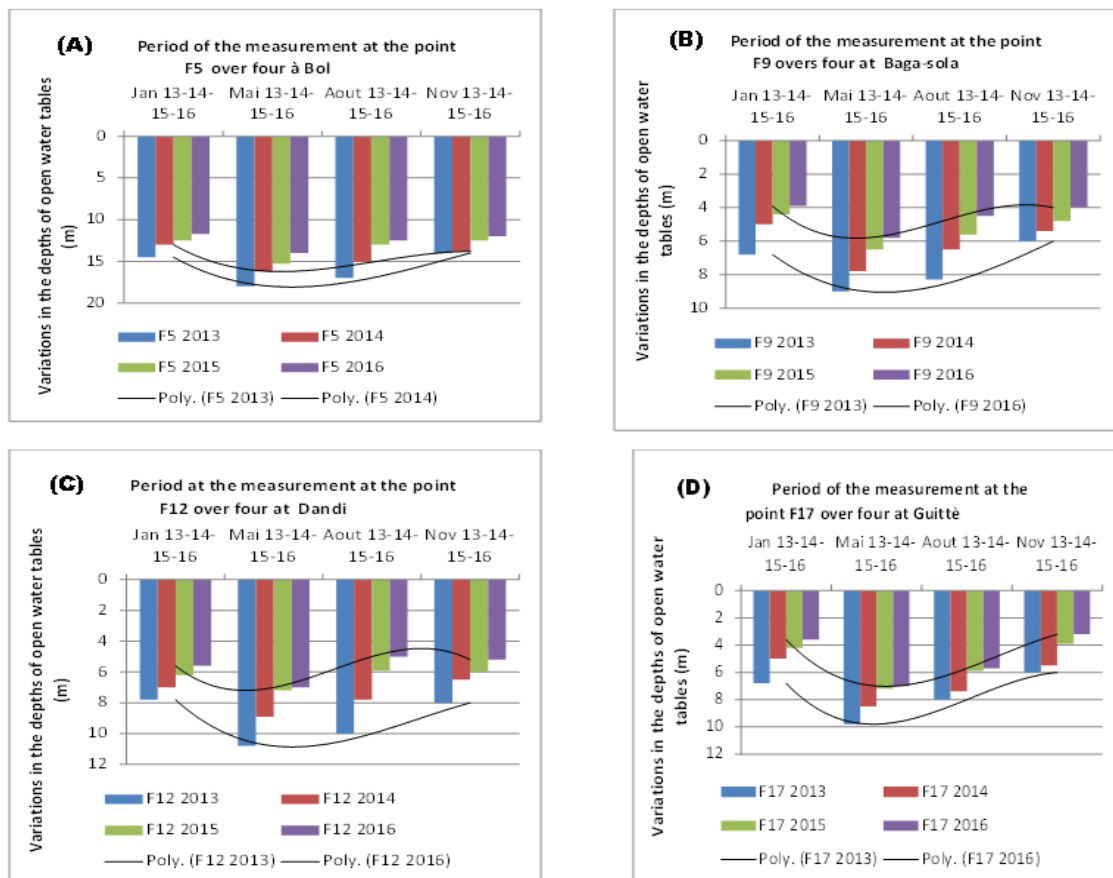 (A)
Period of the measurement at the point
F5 over four à Bol
Jan 13-14-
15-16
Mai 13-14-
15-16
Aout 13-14-
15-16
Nov 13-14-
15-16
Variations in the depths of open water tables
(m)
0
5
10
15
20
F5 2013
F5 2014
F5 2015
F5 2016
Poly. (F5 2013)
Poly. (F5 2014)
(B)
Period of the measurement at the point
F9 overs four at Baga-sola
Jan 13-14-
15-16
Mai 13-14-
15-16
Aout 13-14-
15-16
Nov 13-14-
15-16
Variations in the depths of open water
tables (m)
0
2
4
6
8
10
F9 2013
F9 2014
F9 2015
F9 2016
Poly. (F9 2013)
Poly. (F9 2016)
(C)
Period at the measurement at the point
F12 over four at Dandi
Jan 13-14-
15-16
Mai 13-14-
15-16
Aout 13-14-
15-16
Nov 13-14-
15-16
Variations in the depths of open water tables
(m)
0
2
4
6
8
10
12
F12 2013
F12 2014
F12 2015
F12 2016
Poly. (F12 2013)
Poly. (F12 2016)
(D)
Period of the measurement at the
point F17 over four at Guittè
Jan 13-14-
15-16
Mai 13-14-
15-16
Aout 13-14-
15-16
Nov 13-14-
15-16
Variations in the depths of open water
tables (m)
0
2
4
6
8
10
12
F17 2013
F17 2014
F17 2015
F17 2016
Poly. (F17 2013)
Poly. (F17 2016)